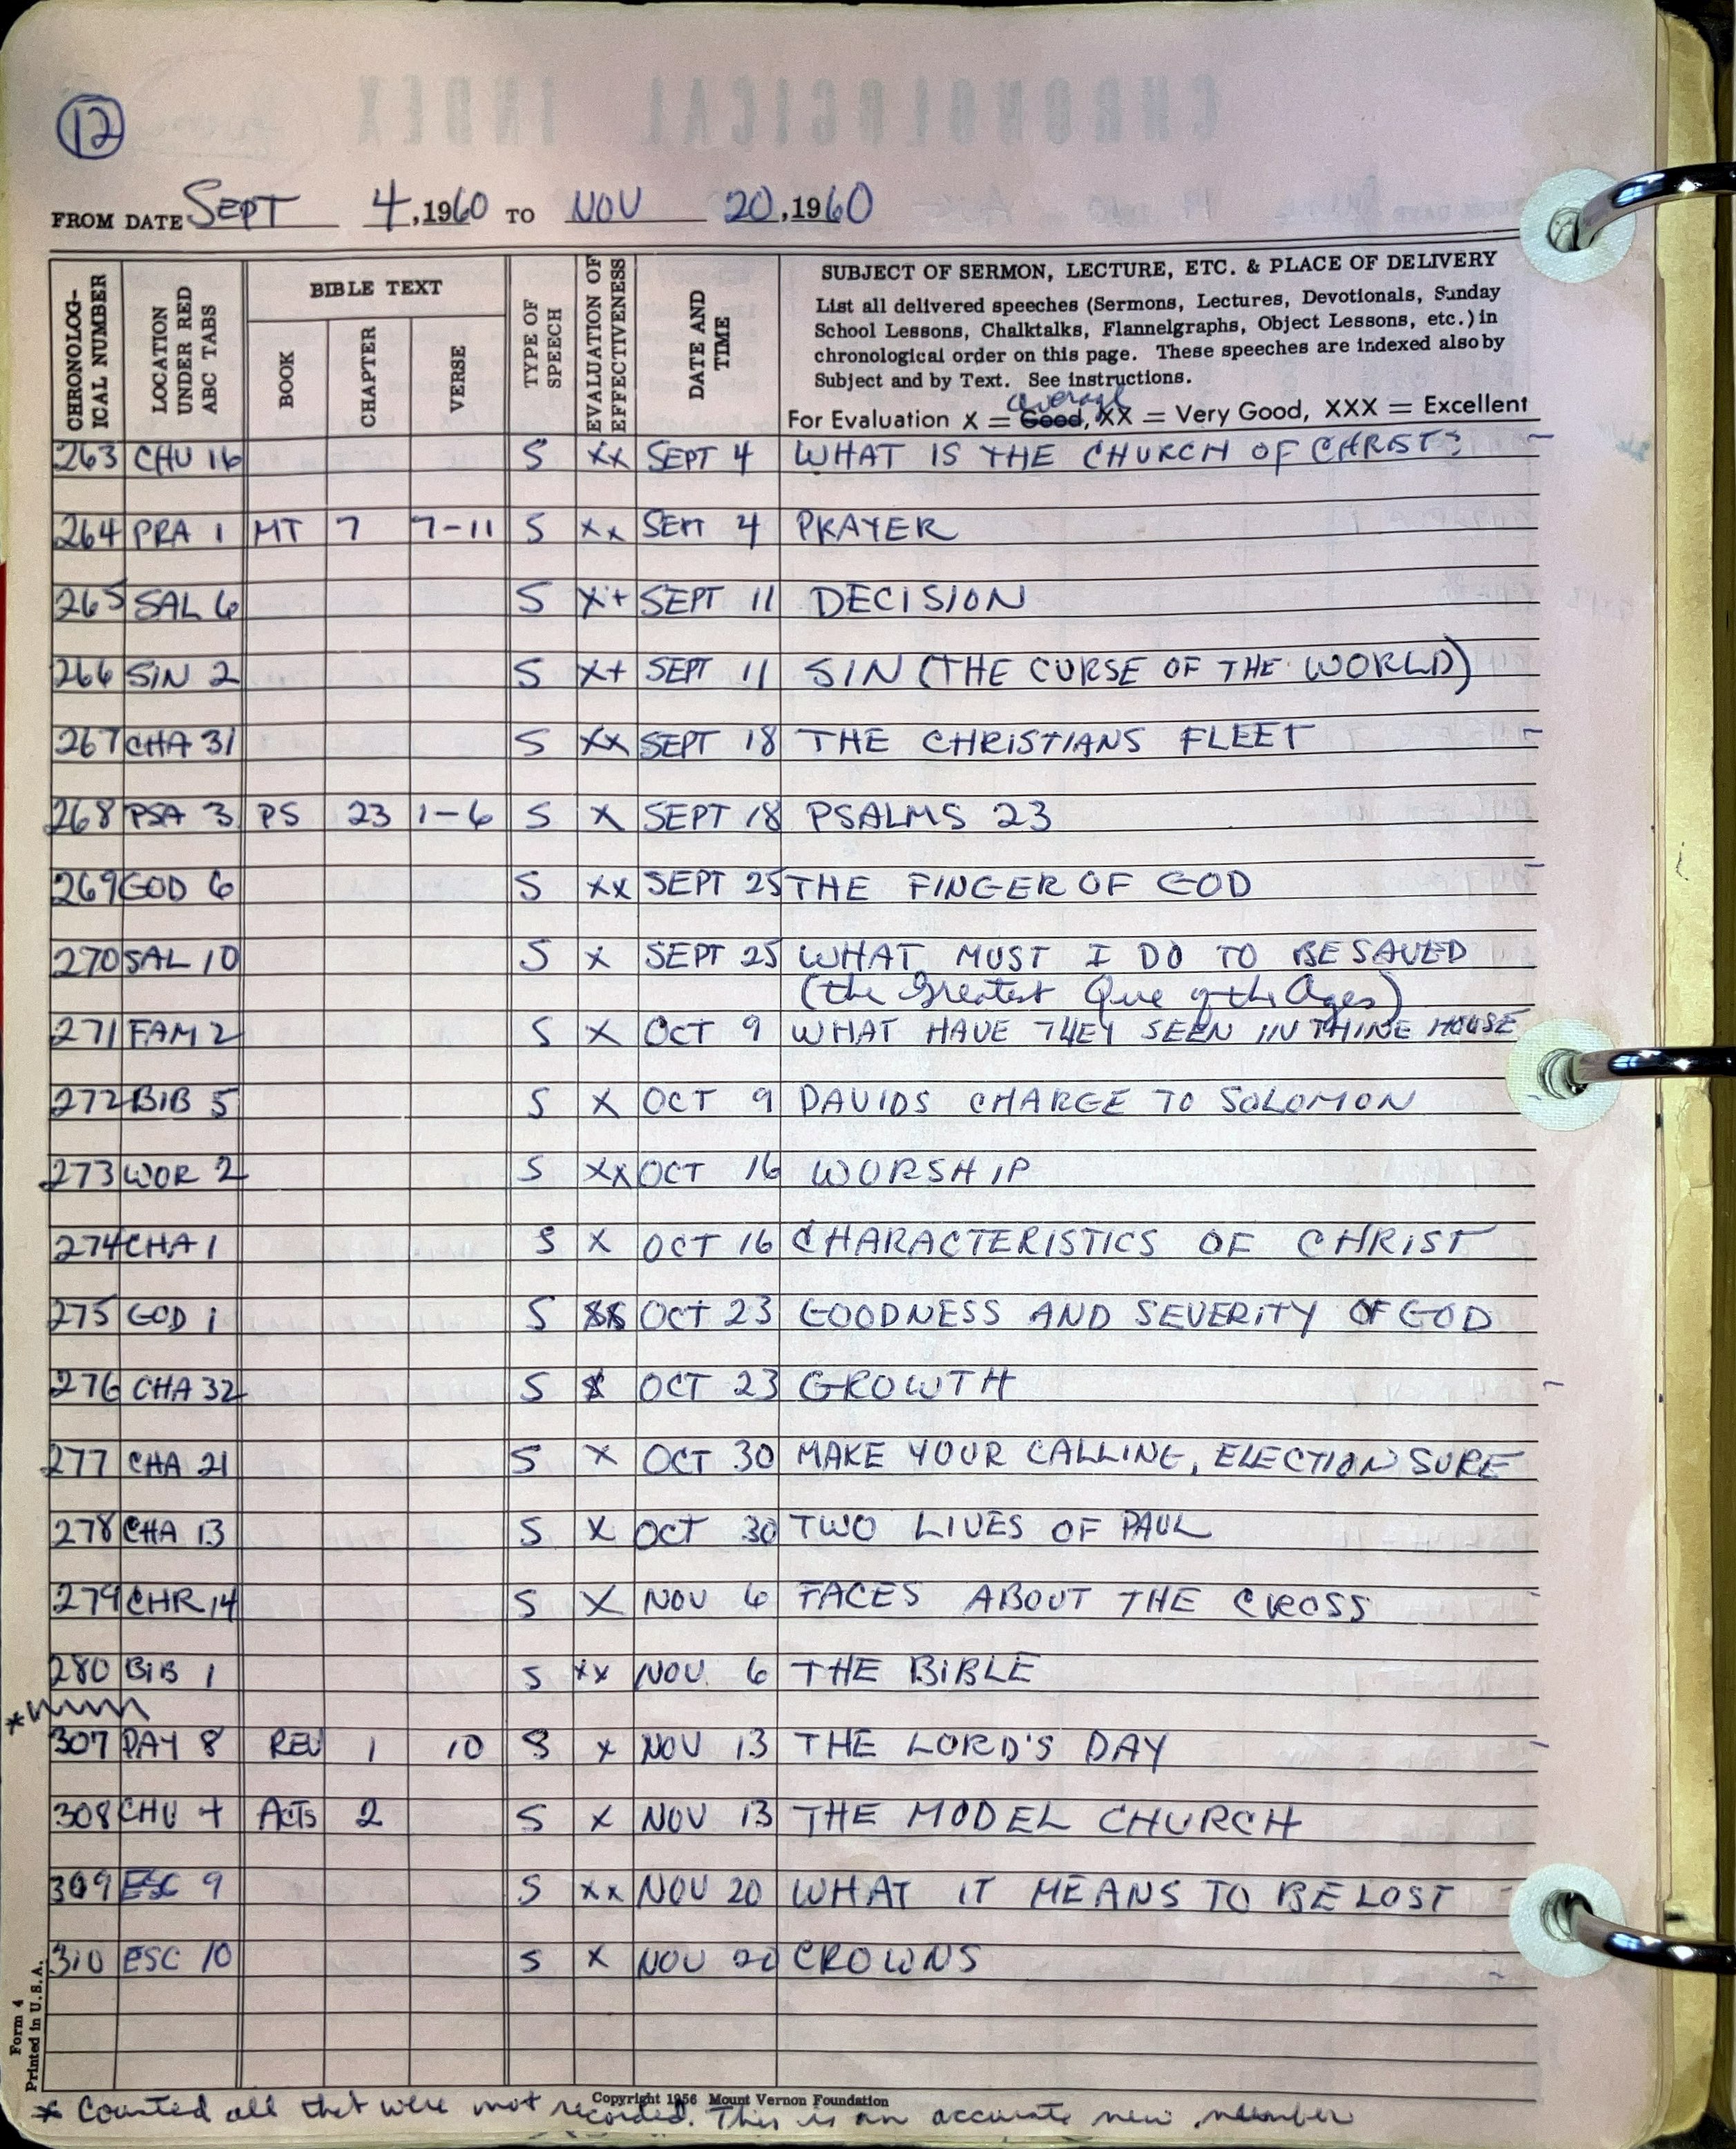 12
FROM DATE SEPT 4, 1960 TO NOV 20, 1960
CHRONOLOG-
ICAL NUMBER
LOCATION
UNDER RED
ABC TABS
BIBLE TEXT
BOOK
CHAPTER
VERSE
TYPE OF
SPEECH
EVALUATION OF
EFFECTIVENESS
DATE AND
TIME
SUBJECT OF SERMON, LECTURE, ETC. & PLACE OF DELIVERY
List all delivered speeches (Sermons, Lectures, Devotionals, Sunday
School Lessons, Chalktalks, Flannelgraphs, Object Lessons, etc.) in
chronological order on this page. These speeches are indexed also by
Subject and by Text. See instructions.
average
For Evaluation X = Good, XX = Very Good, XXX = Excellent
263 CHU 16 S XX SEPT 4 WHAT IS THE CHURCH OF CHRIST?
264 PRA 1 MT 7 7-11 S XX SEPT 4 PRAYER
265 SAL 6 S X+ SEPT 11 DECISION
266 SIN 2 S X+ SEPT 11 SIN (THE CURSE OF THE WORLD)
267 CHA 31 S XX SEPT 18 THE CHRISTIANS FLEET
268 PSA 3 PS 23 1-6 S X SEPT 18 PSALMS 23
269 GOD 6 S XX SEPT 25 THE FINGER OF GOD
270 SAL 10 S X SEPT 25 WHAT MUST I DO TO BE SAVED
(the Greatest Que of the Ages)
271 FAM 2 S X OCT 9 WHAT HAVE THEY SEEN IN THINE HOUSE
272 BIB 5 S X OCT 9 DAVIDS CHARGE TO SOLOMON
273 WOR 2 S XX OCT 16 WORSHIP
274 CHA 1 S X OCT 16 CHARACTERISTICS OF CHRIST
275 GOD 1 S OCT 23 GOODNESS AND SEVERITY OF GOD
276 CHA 32 S OCT 23 GROWTH
277 CHA 21 S X OCT 30 MAKE YOUR CALLING, ELECTION SURE
278 CHA 13 S X OCT 30 TWO LIVES OF PAUL
279 CHR 14 S X NOV 6 FACES ABOUT THE CROSS
280 BIB 1 S XX NOV. 6 THE BIBLE
*
307 DAY 8 REV 1 10 S X NOV 13 THE LORD'S DAY
308 CHU ACTS 2 S X NOV 13 THE MODEL CHURCH
309 ESC 9 S XX NOV 20 WHAT IT MEANS TO BE LOST
310 ESC 10 S X NOV 20 CROWNS
Form 4
Printed in U.S.A.
Copyright 1956 Mount Vernon Foundation
* Counted all that were not recorded. This is an accurate new number